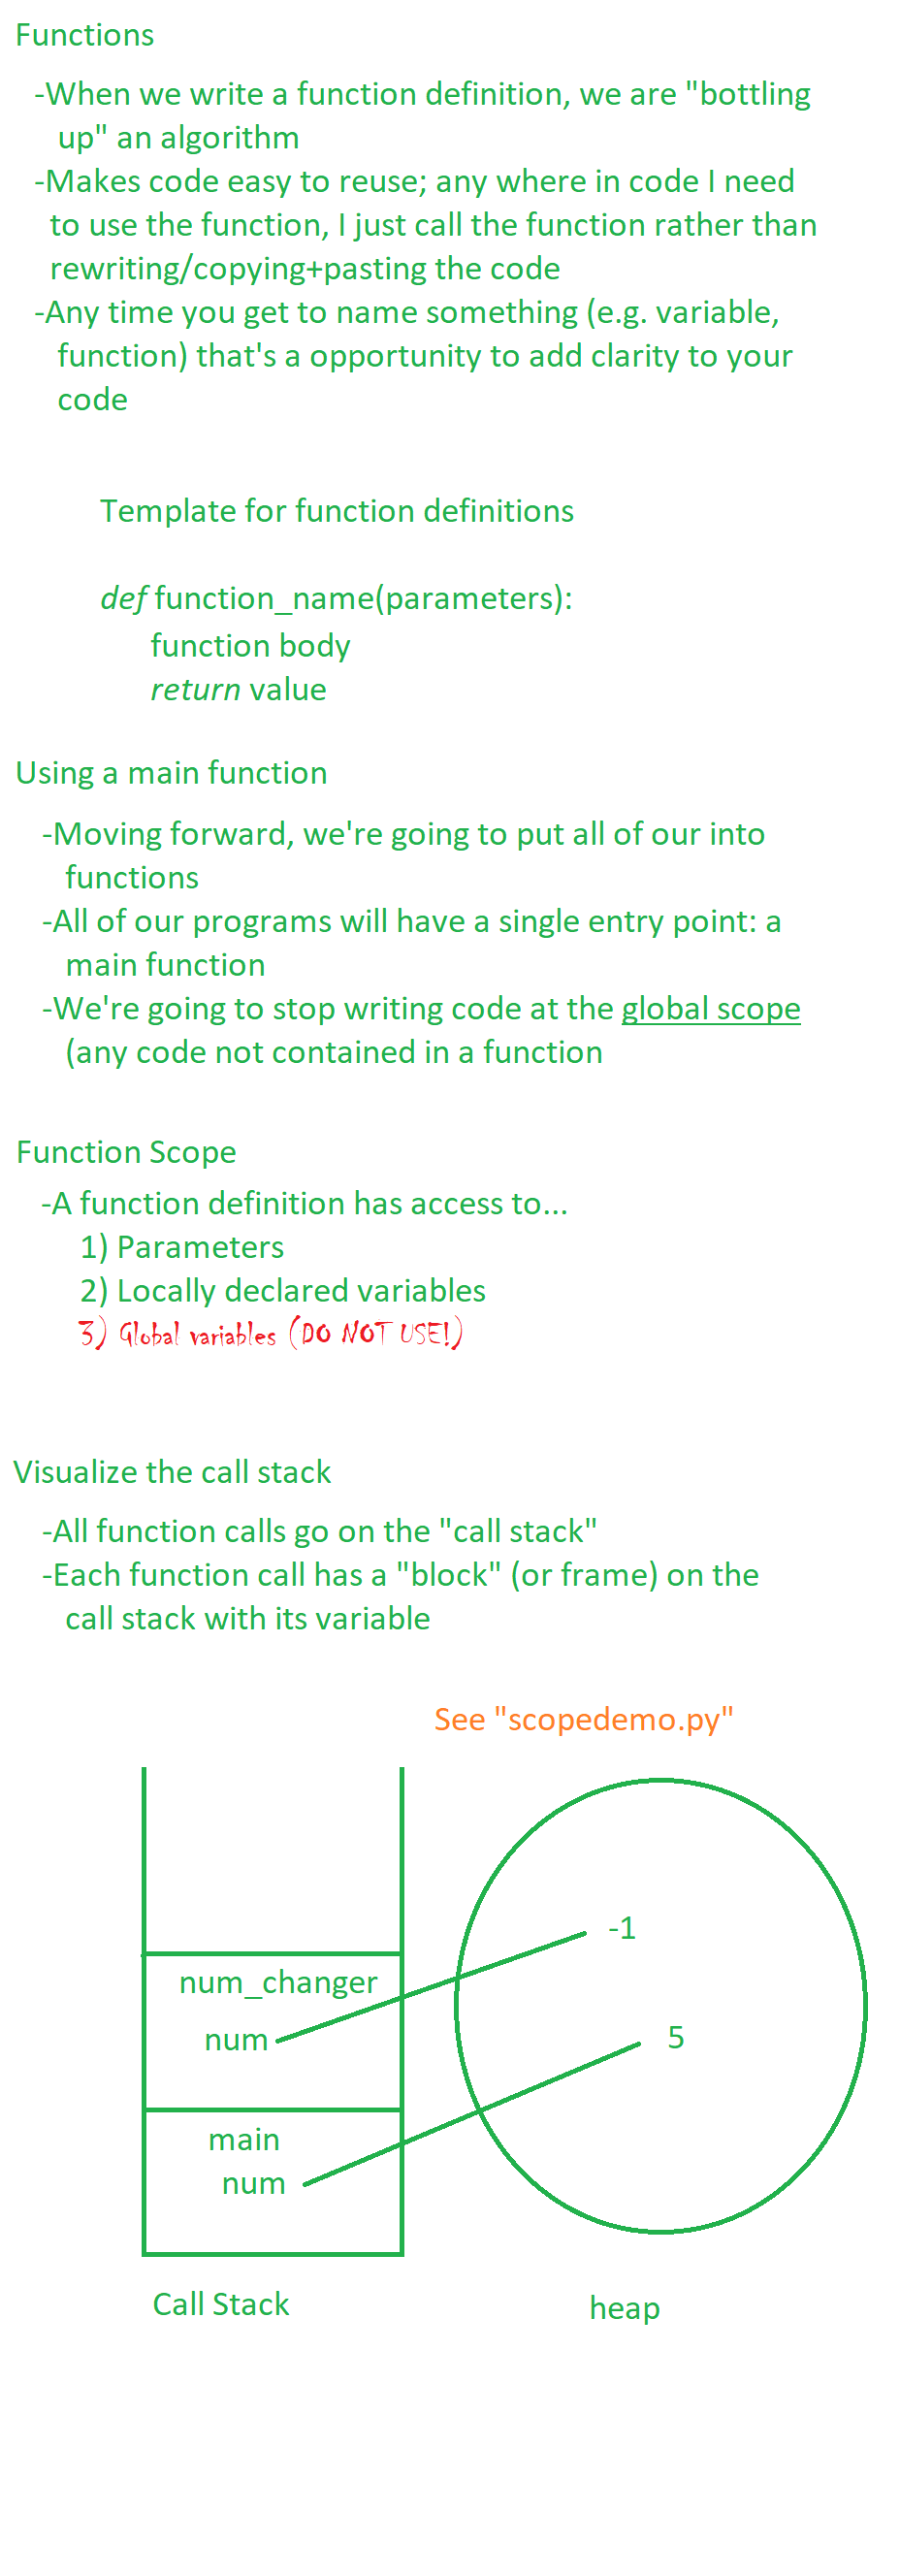 Functions
-When we write a function definition, we are "bottling
up" an algorithm
-Makes code easy to reuse; any where in code I need
to use the function, I just call the function rather than
rewriting/copying+pasting the code
-Any time you get to name something (e.g. variable,
function) that's a opportunity to add clarity to your
code
Template for function definitions
def function_name(parameters):
function body
return value
Using a main function
-Moving forward, we're going to put all of our into
functions
-All of our programs will have a single entry point: a
main function
-We're going to stop writing code at the global scope
(any code not contained in a function
Function Scope
-A function definition has access to...
1) Parameters
2) Locally declared variables
3) Global variables (DO NOT USE!)
Visualize the call stack
-All function calls go on the "call stack"
-Each function call has a "block" (or frame) on the
call stack with its variable
See "scopedemo.py"
-1
num_changer
num
5
main
num
Call Stack
heap